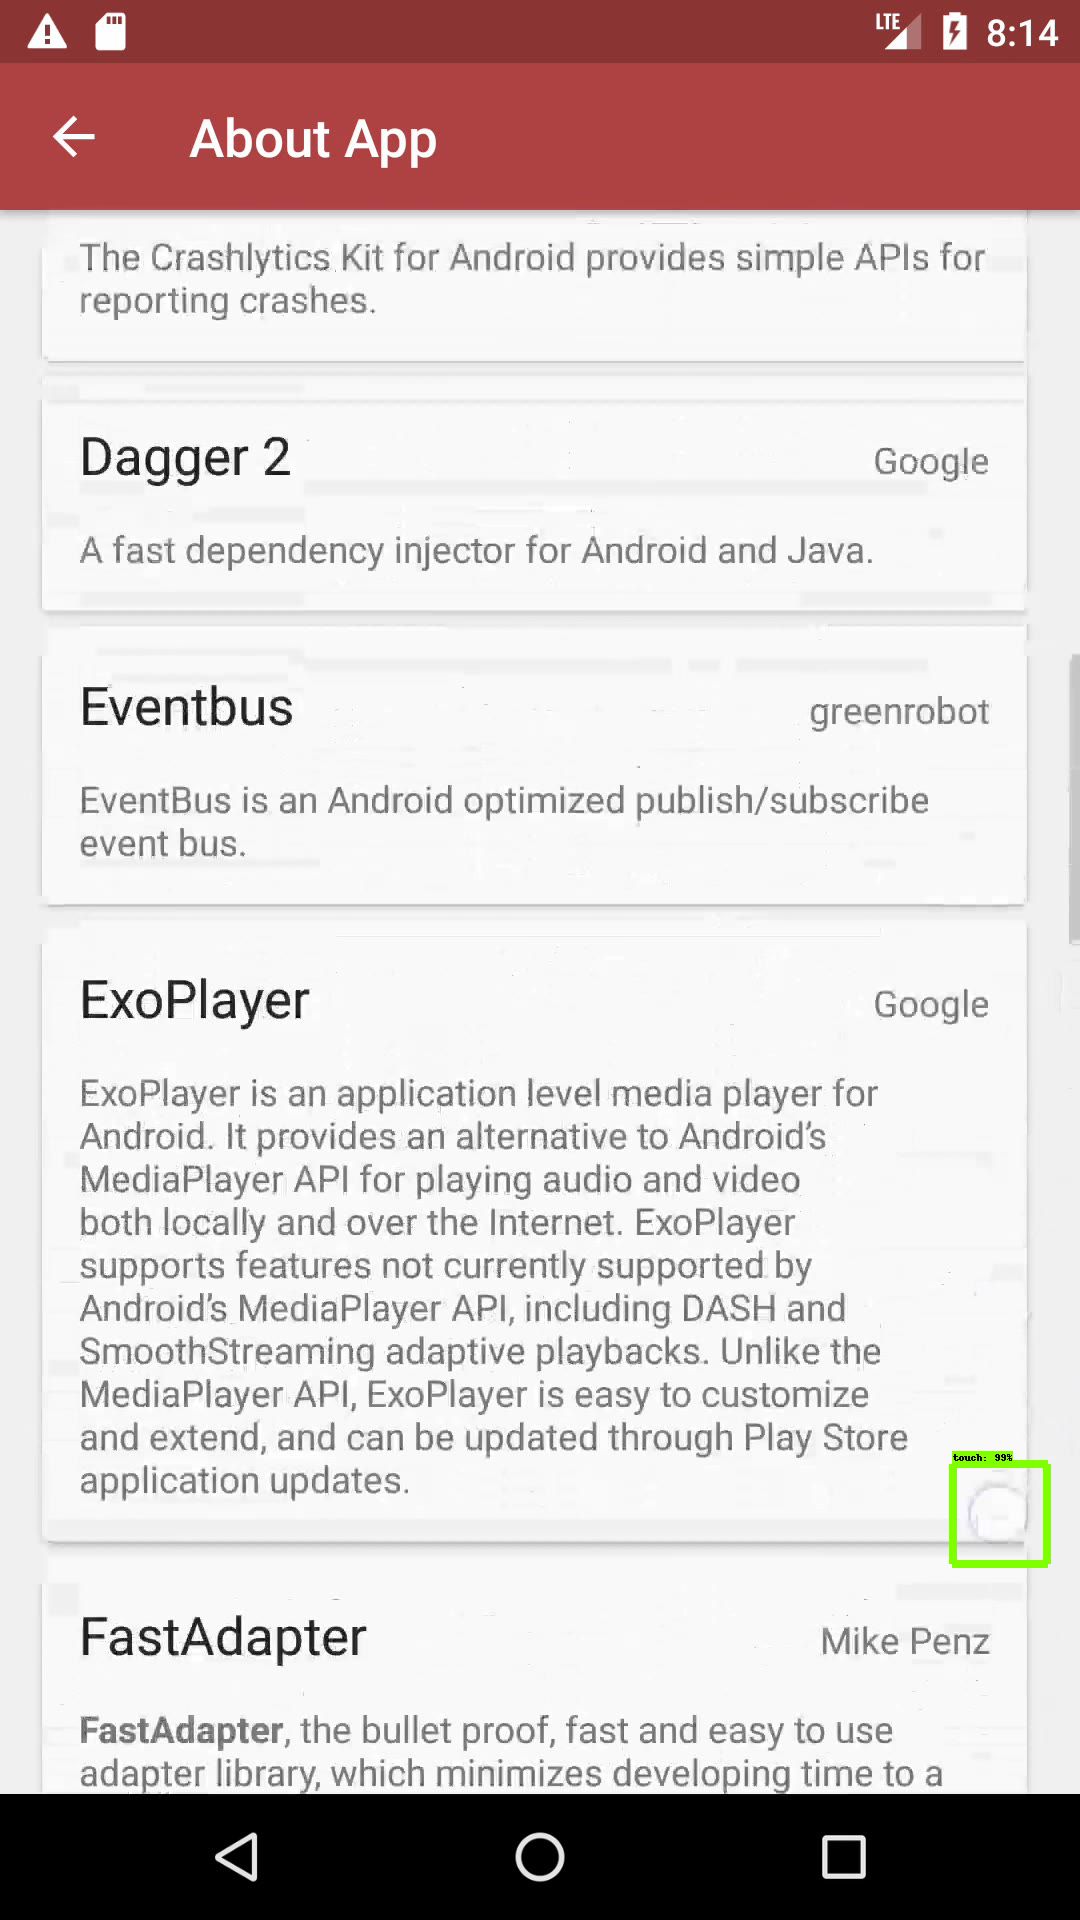 LTE 8:14
About App
The Crashlytics Kit for Android provides simple APIs for
reporting crashes.
Dagger 2 Google
A fast dependency injector for Android and Java.
Eventbus greenrobot
EventBus is an Android optimized publish/subscribe
event bus.
ExoPlayer Google
ExoPlayer is an application level media player for
Android. It provides an alternative to Android’s
MediaPlayer API for playing audio and video
both locally and over the Internet. ExoPlayer
supports features not currently supported by
Android’s MediaPlayer API, including DASH and
SmoothStreaming adaptive playbacks. Unlike the
MediaPlayer API, ExoPlayer is easy to customize
and extend, and can be updated through Play Store
application updates.
touch: 99%
FastAdapter Mike Penz
FastAdapter, the bullet proof, fast and easy to use
adapter library, which minimizes developing time to a